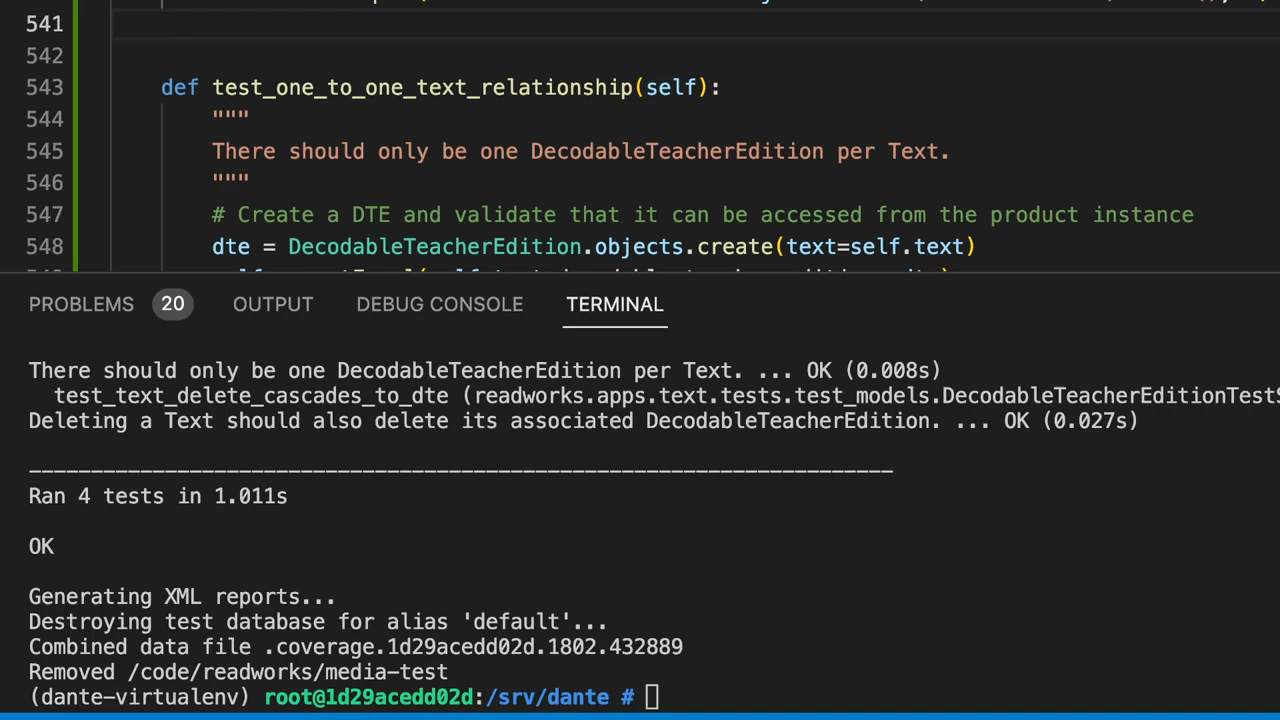 541
542
543 def test_one_to_one_text_relationship(self):
544 """
545 There should only be one DecodableTeacherEdition per Text.
546 """
547 # Create a DTE and validate that it can be accessed from the product instance
548 dte = DecodableTeacherEdition.objects.create(text=self.text)
PROBLEMS 20 OUTPUT DEBUG CONSOLE TERMINAL
There should only be one DecodableTeacherEdition per Text. ... OK (0.008s)
test_text_delete_cascades_to_dte (readworks.apps.text.tests.test_models.DecodableTeacherEditionTestS
Deleting a Text should also delete its associated DecodableTeacherEdition. ... OK (0.027s)
______________________________________________________________________
Ran 4 tests in 1.011s
OK
Generating XML reports...
Destroying test database for alias 'default'...
Combined data file .coverage.1d29acedd02d.1802.432889
Removed /code/readworks/media-test
(dante-virtualenv) root@1d29acedd02d:/srv/dante #